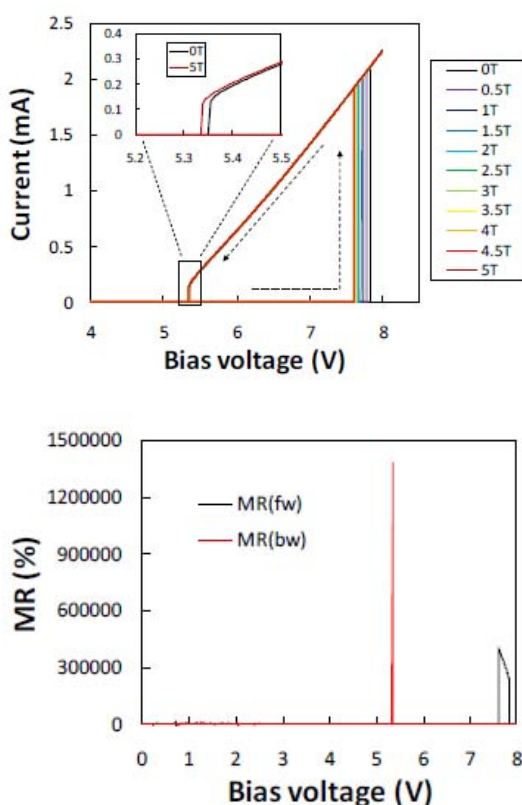 0.4
0.3
0.2
0.1
0
0T
5T
5.2 5.3 5.4 5.5
2.5
2
1.5
1
0.5
0
Current (mA)
4 5 6 7 8
Bias voltage (V)
0T
0.5T
1T
1.5T
2T
2.5T
3T
3.5T
4T
4.5T
5T
1500000
1200000
900000
600000
300000
0
MR (%)
MR(fw)
MR(bw)
0 1 2 3 4 5 6 7 8
Bias voltage (V)